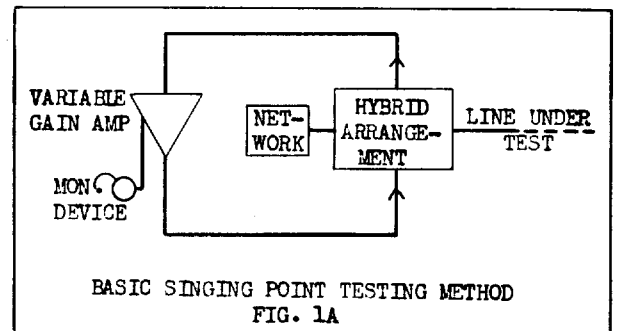 VARIABLE
GAIN AMP
MON
DEVICE
NET-
WORK
HYBRID
ARRANGE-
MENT
LINE UNDER
TEST
BASIC SINGING POINT TESTING METHOD
FIG. 1A